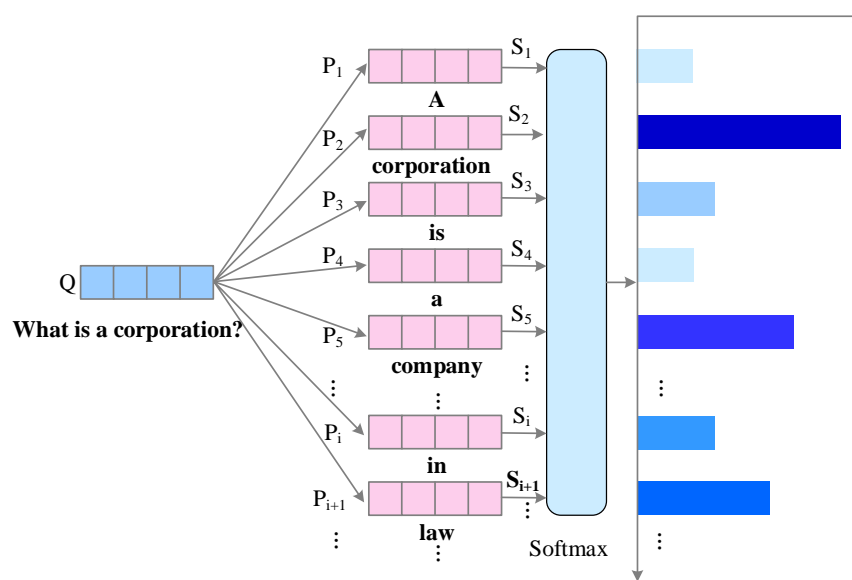 P1
S1
A
P2
S2
corporation
P3
S3
is
P4
S4
a
Q
What is a corporation?
P5
S5
company
⋮
⋮
⋮
⋮
Pi
Si
in
Pi+1
Si+1
law
⋮
⋮
⋮
Softmax
⋮